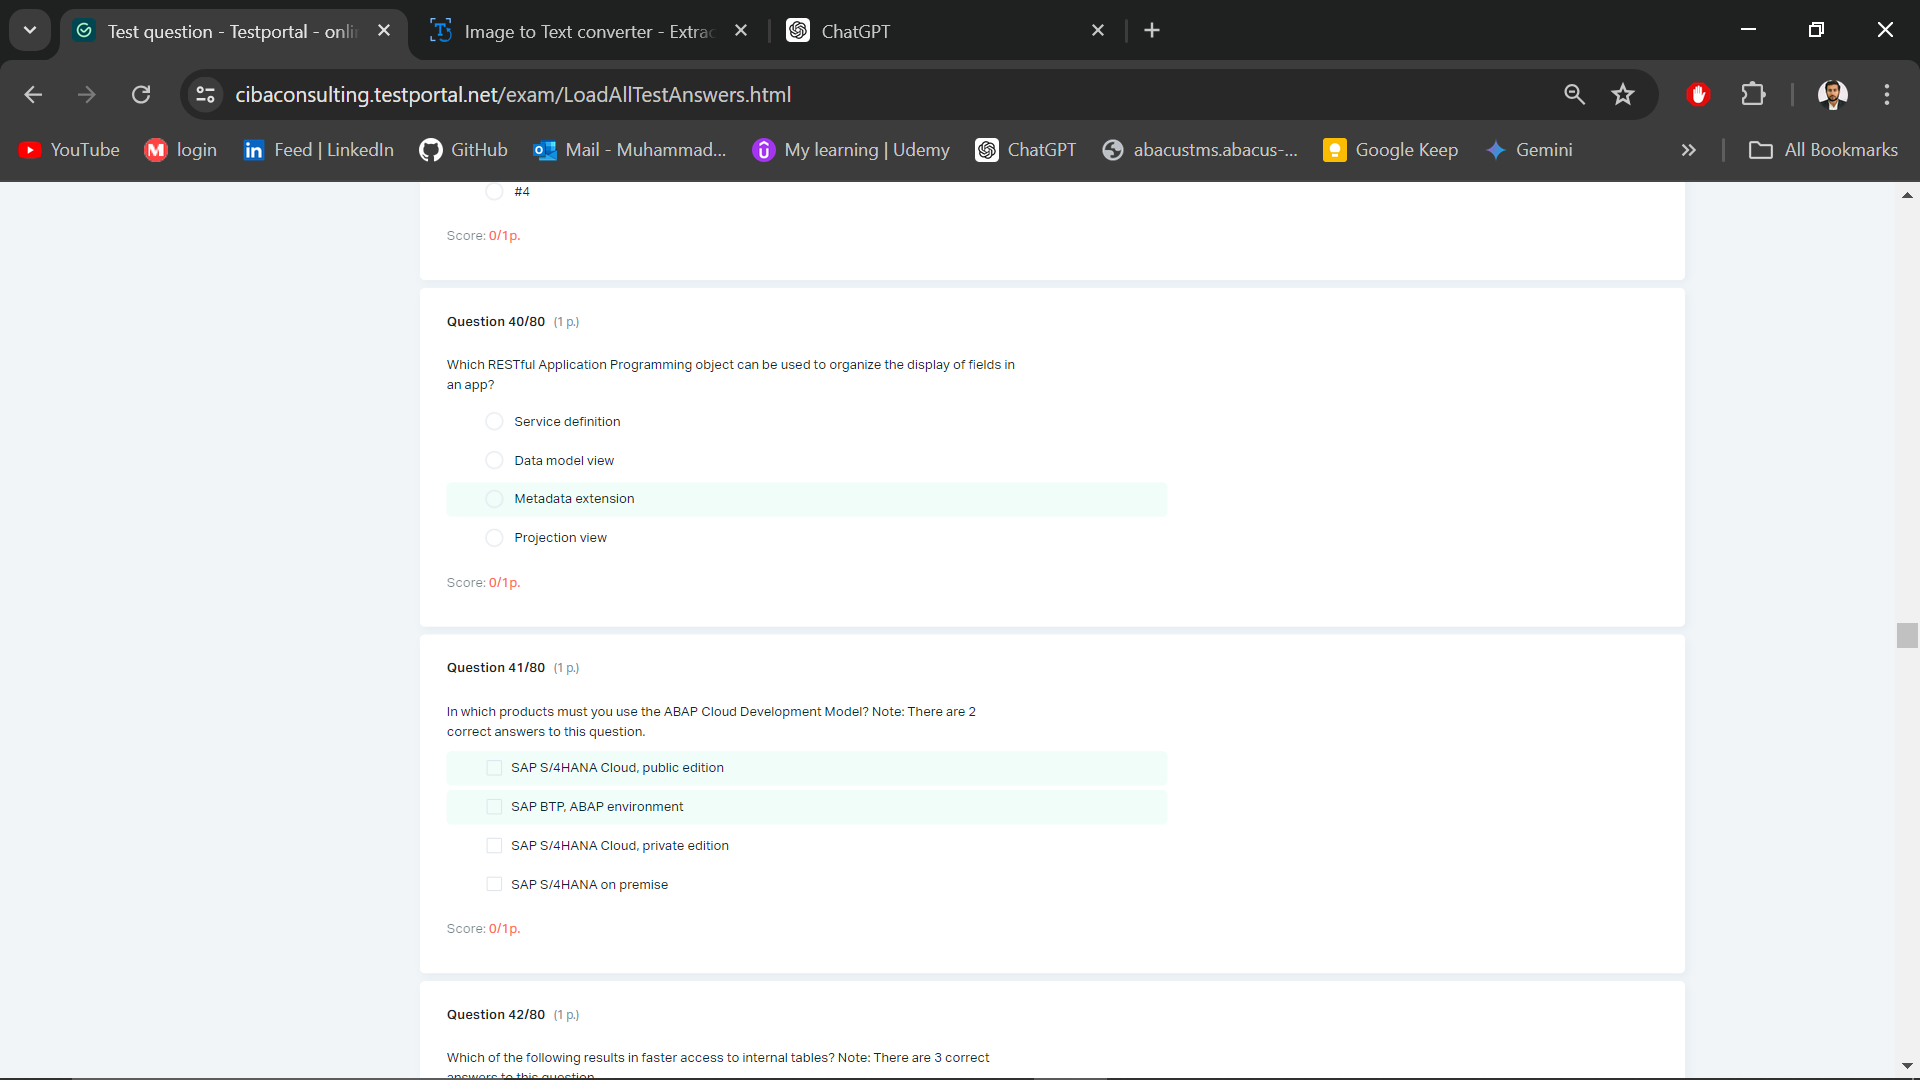 Test question - Testportal - onli
Image to Text converter - Extrac
ChatGPT
cibaconsulting.testportal.net/exam/LoadAllTestAnswers.html
YouTube
login
Feed | LinkedIn
GitHub
Mail - Muhammad...
My learning | Udemy
ChatGPT
abacustms.abacus-...
Google Keep
Gemini
All Bookmarks
#4
Score: 0/1p.
Question 40/80 (1 p.)
Which RESTful Application Programming object can be used to organize the display of fields in
an app?
Service definition
Data model view
Metadata extension
Projection view
Score: 0/1p.
Question 41/80 (1 p.)
In which products must you use the ABAP Cloud Development Model? Note: There are 2
correct answers to this question.
SAP S/4HANA Cloud, public edition
SAP BTP, ABAP environment
SAP S/4HANA Cloud, private edition
SAP S/4HANA on premise
Score: 0/1p.
Question 42/80 (1 p.)
Which of the following results in faster access to internal tables? Note: There are 3 correct
answers to this question.